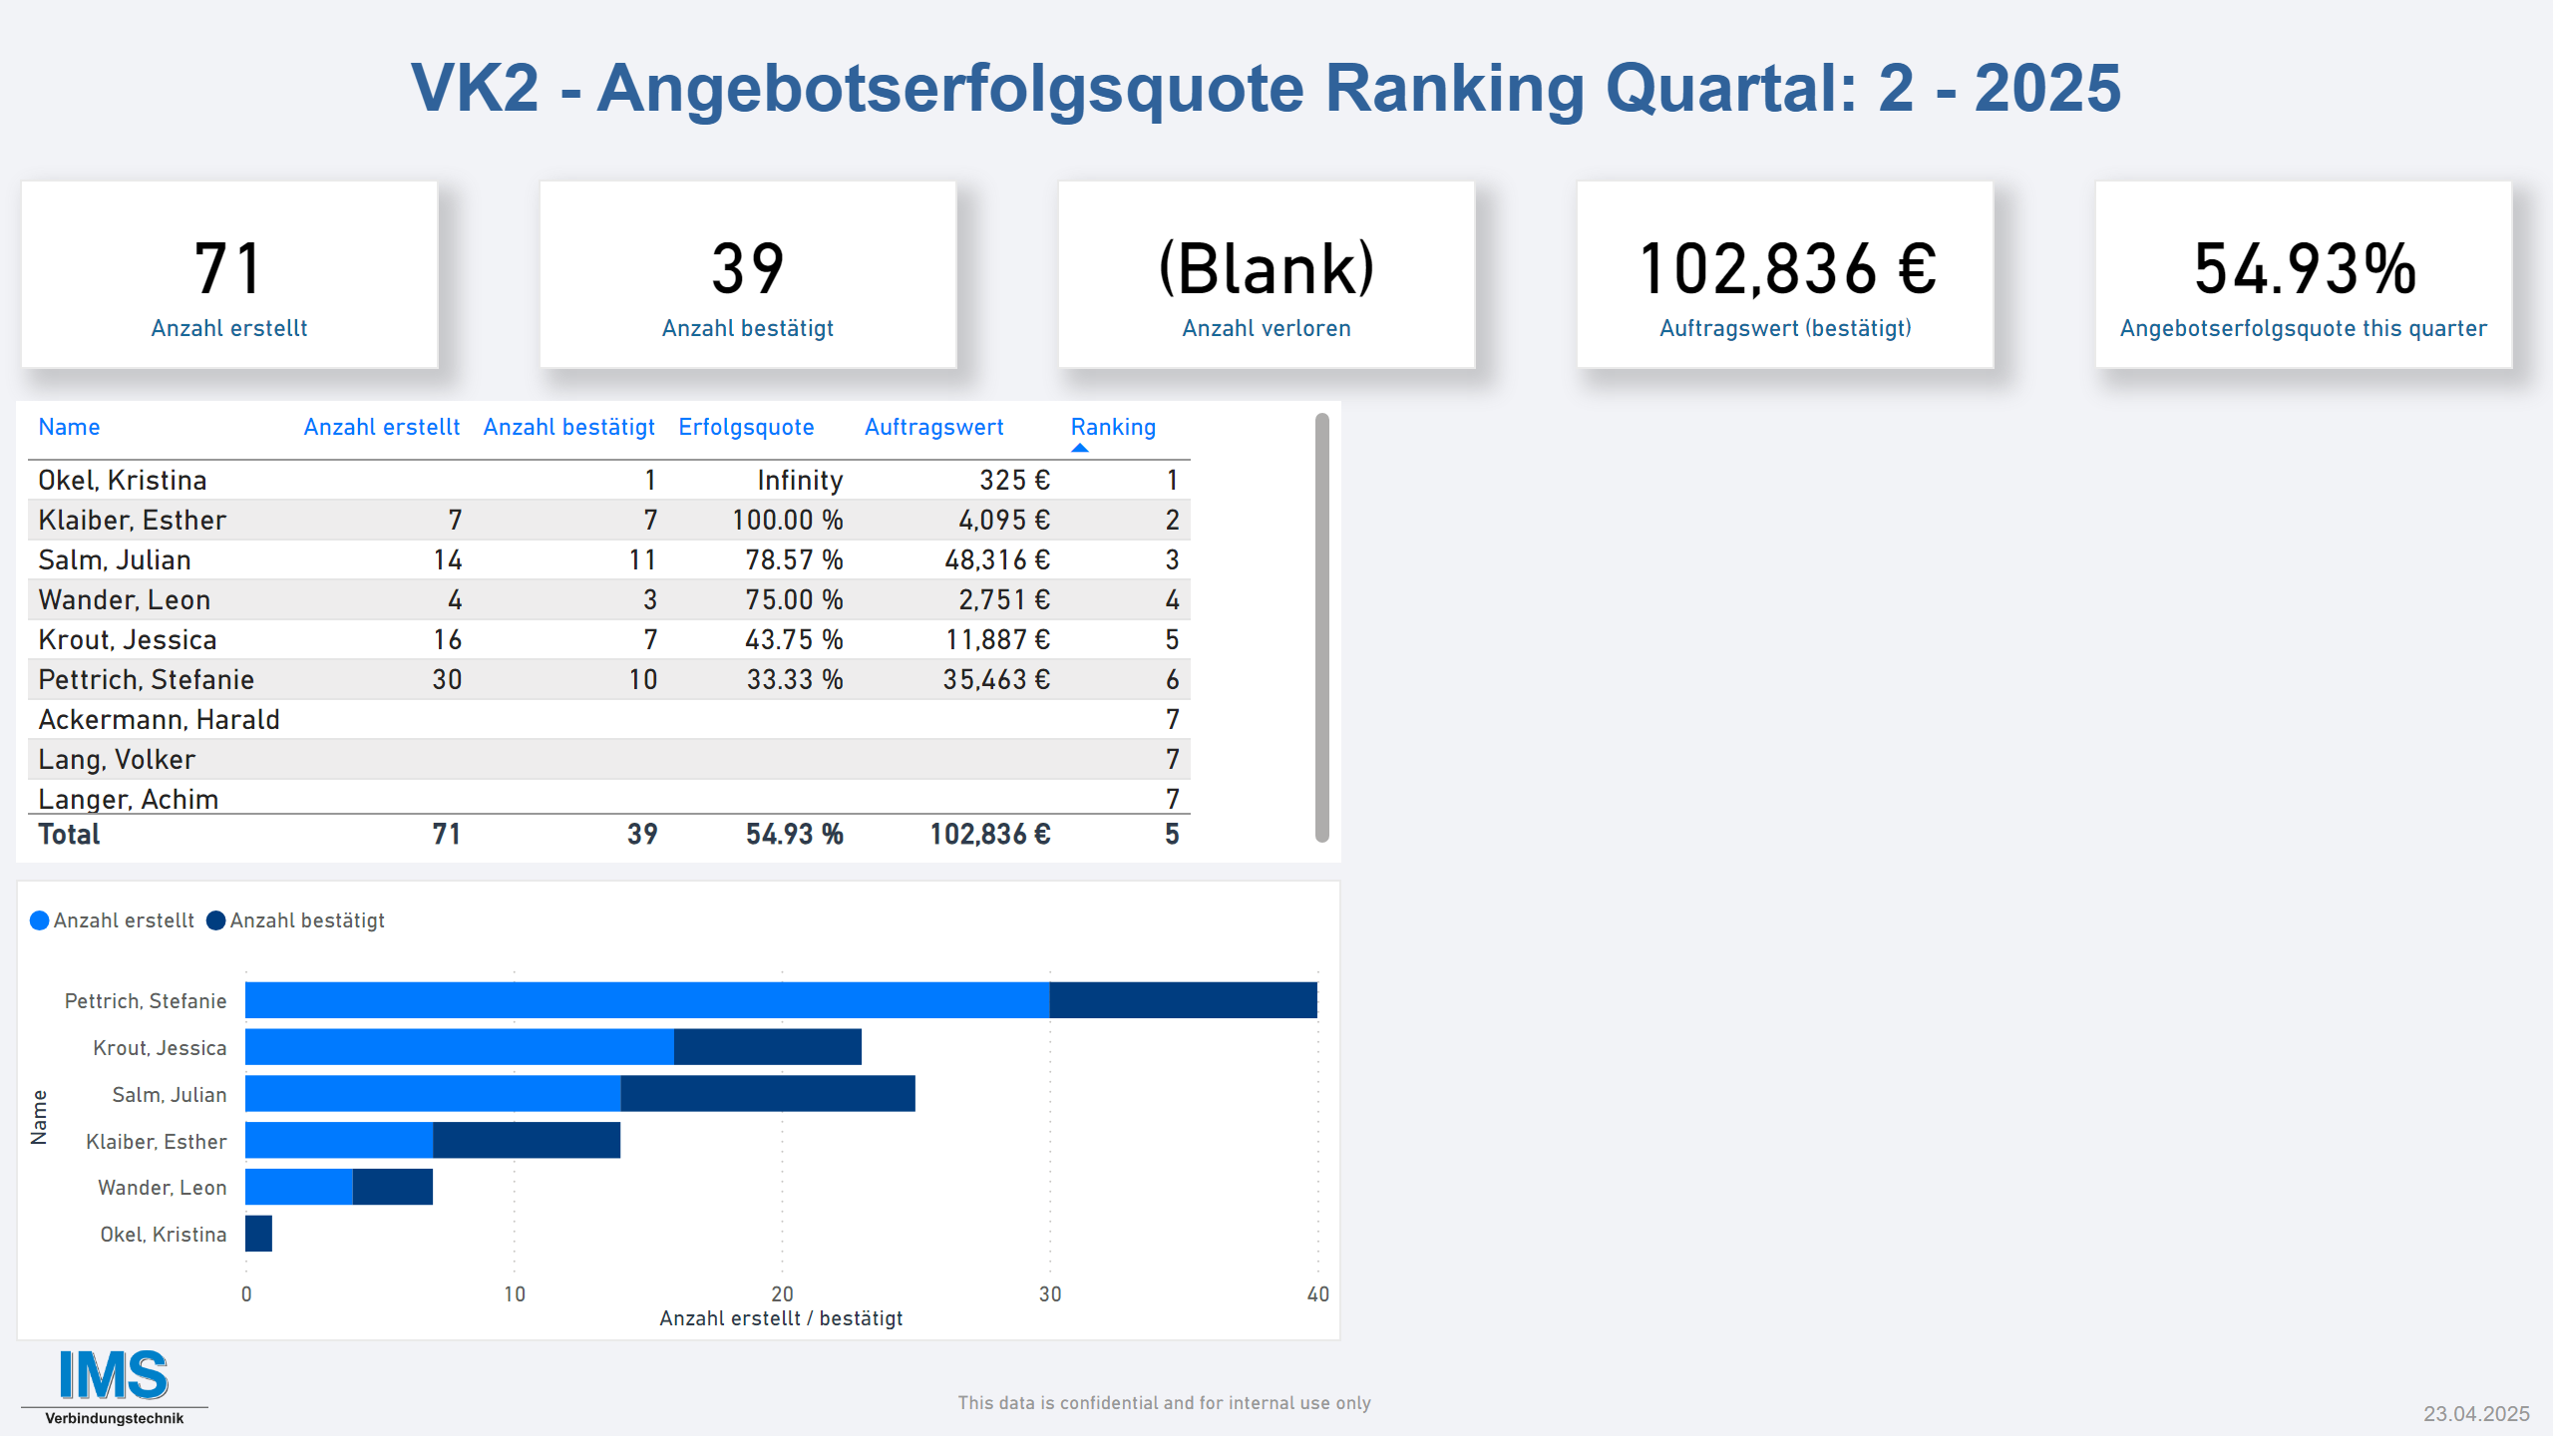 VK2 - Angebotserfolgsquote Ranking Quartal: 2 - 2025
71
Anzahl erstellt
39
Anzahl bestätigt
(Blank)
Anzahl verloren
102,836 €
Auftragswert (bestätigt)
54.93%
Angebotserfolgsquote this quarter
Name Anzahl erstellt Anzahl bestätigt Erfolgsquote Auftragswert Ranking
Okel, Kristina 1 Infinity 325 € 1
Klaiber, Esther 7 7 100.00 % 4,095 € 2
Salm, Julian 14 11 78.57 % 48,316 € 3
Wander, Leon 4 3 75.00 % 2,751 € 4
Krout, Jessica 16 7 43.75 % 11,887 € 5
Pettrich, Stefanie 30 10 33.33 % 35,463 € 6
Ackermann, Harald 7
Lang, Volker 7
Langer, Achim 7
Total 71 39 54.93 % 102,836 € 5
Anzahl erstellt Anzahl bestätigt
Name
Pettrich, Stefanie
Krout, Jessica
Salm, Julian
Klaiber, Esther
Wander, Leon
Okel, Kristina
0 10 20 30 40
Anzahl erstellt / bestätigt
IMS
Verbindungstechnik
This data is confidential and for internal use only
23.04.2025